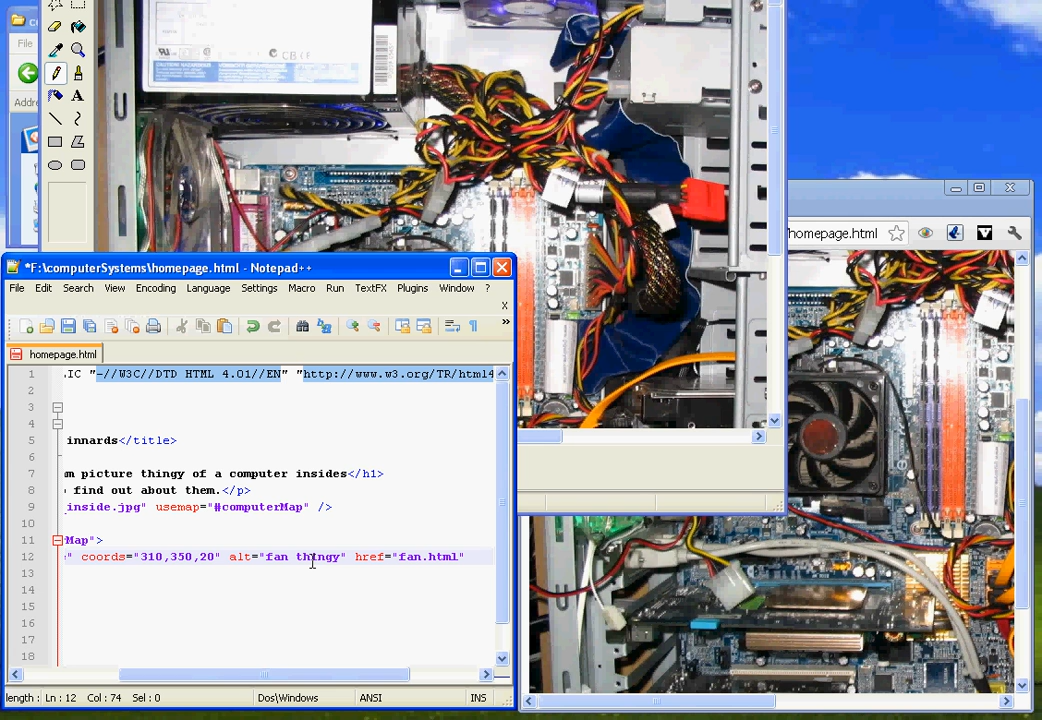 File
Addre
CAUTION
/homepage.html
*F:\computerSystems\homepage.html - Notepad++
File Edit Search View Encoding Language Settings Macro Run TextFX Plugins Window ?
X
»
homepage.html
1 .IC "-//W3C//DTD HTML 4.01//EN" "http://www.w3.org/TR/html4
2
3
4
5 innards</title>
6
7 m picture thingy of a computer insides</h1>
8 find out about them.</p>
9 inside.jpg" usemap="#computerMap" />
10
11 Map">
12 " coords="310,350,20" alt="fan thingy" href="fan.html"
13
14
15
16
17
18
length : Ln : 12 Col : 74 Sel : 0 Dos\Windows ANSI INS